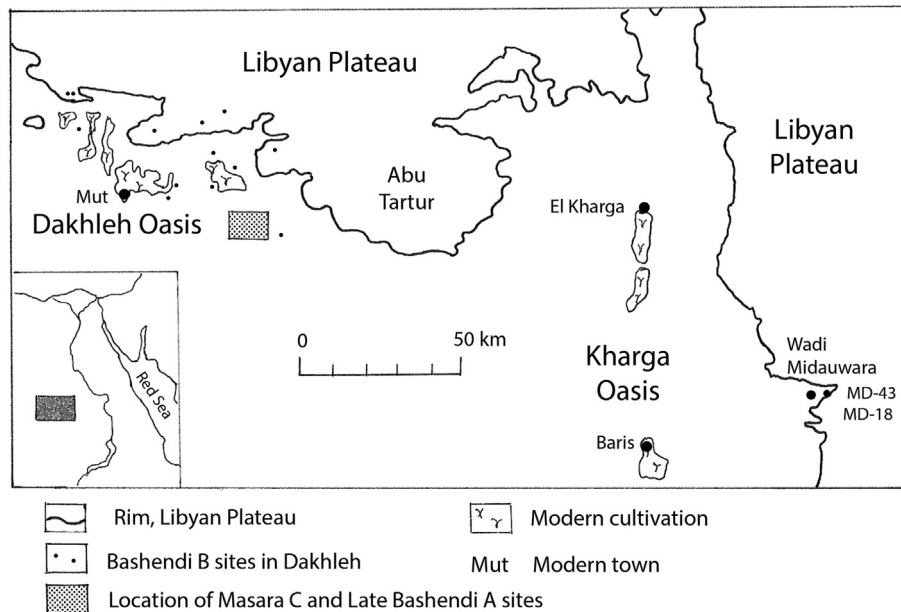 Libyan Plateau
Libyan
Plateau
Abu
Tartur
Mut
Dakhleh Oasis
El Kharga
0 50 km
Red Sea
Kharga
Oasis
Wadi
Midauwara
MD-43
MD-18
Baris
Rim, Libyan Plateau
Modern cultivation
Bashendi B sites in Dakhleh
Mut Modern town
Location of Masara C and Late Bashendi A sites